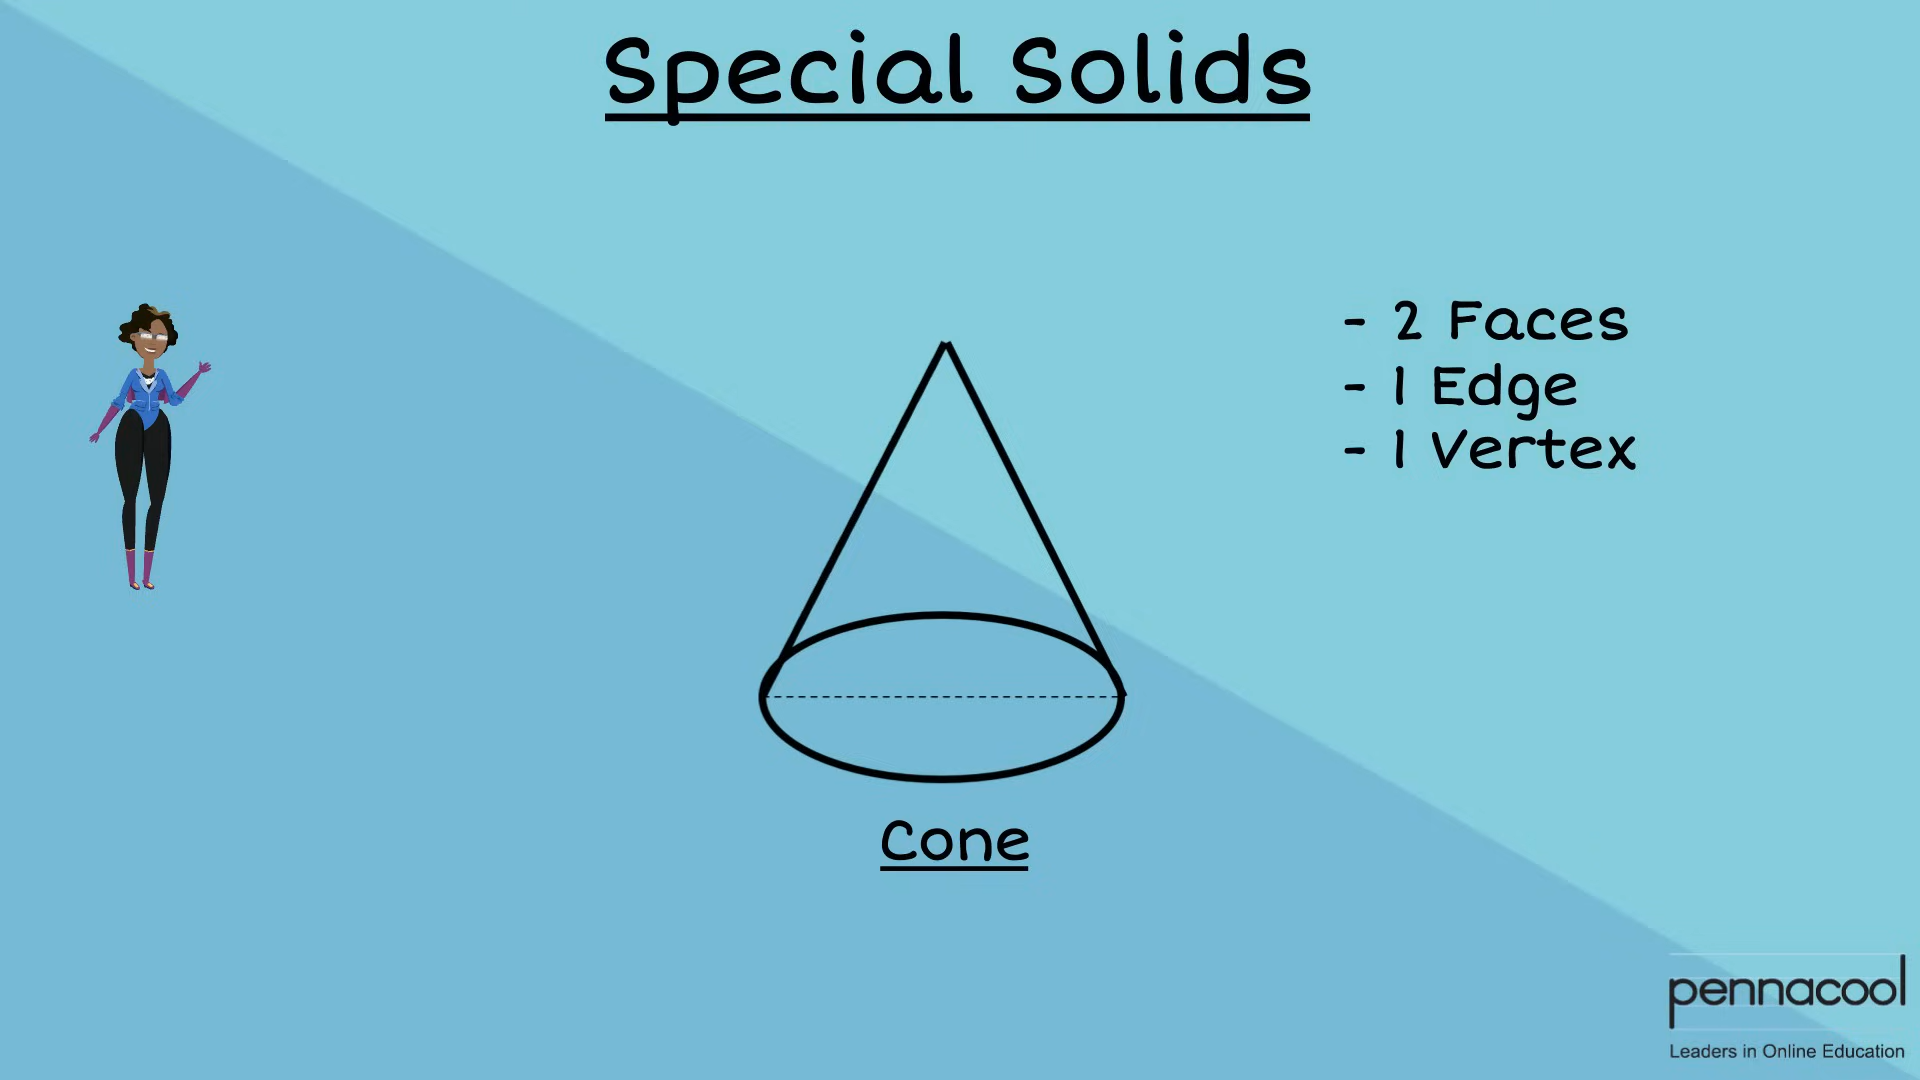 Special Solids
- 2 Faces
- 1 Edge
- 1 Vertex
Cone
pennacool
Leaders in Online Education